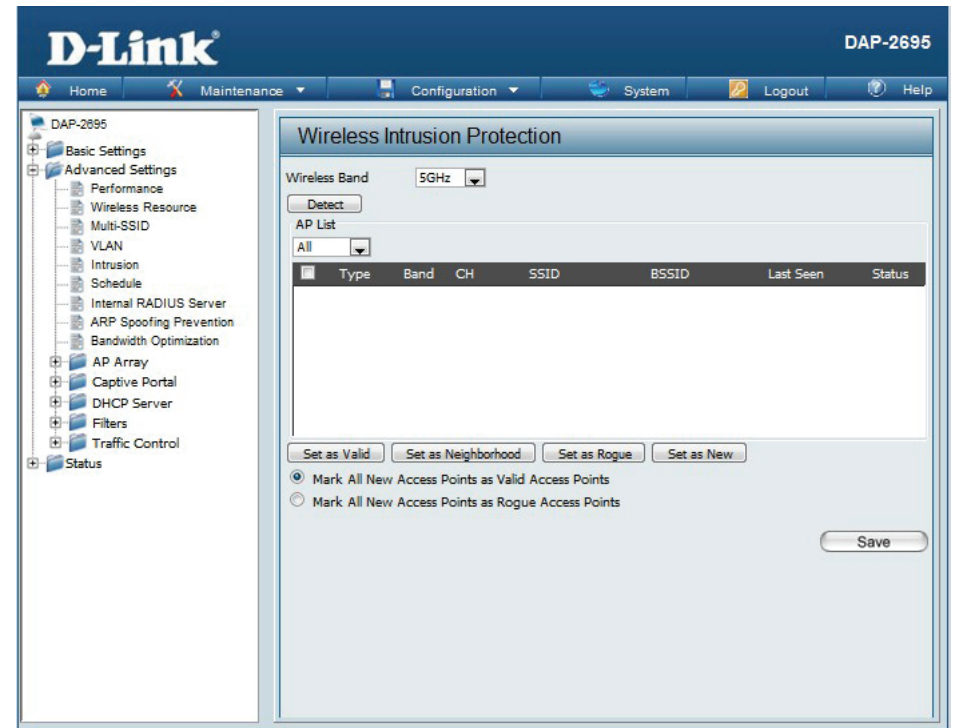 D-Link®
DAP-2695
Home
Maintenance
Configuration
System
Logout
Help
DAP-2695
Basic Settings
Advanced Settings
Performance
Wireless Resource
Multi-SSID
VLAN
Intrusion
Schedule
Internal RADIUS Server
ARP Spoofing Prevention
Bandwidth Optimization
AP Array
Captive Portal
DHCP Server
Filters
Traffic Control
Status
Wireless Intrusion Protection
Wireless Band 5GHz
Detect
AP List
All
Type Band CH SSID BSSID Last Seen Status
Set as Valid Set as Neighborhood Set as Rogue Set as New
Mark All New Access Points as Valid Access Points
Mark All New Access Points as Rogue Access Points
Save